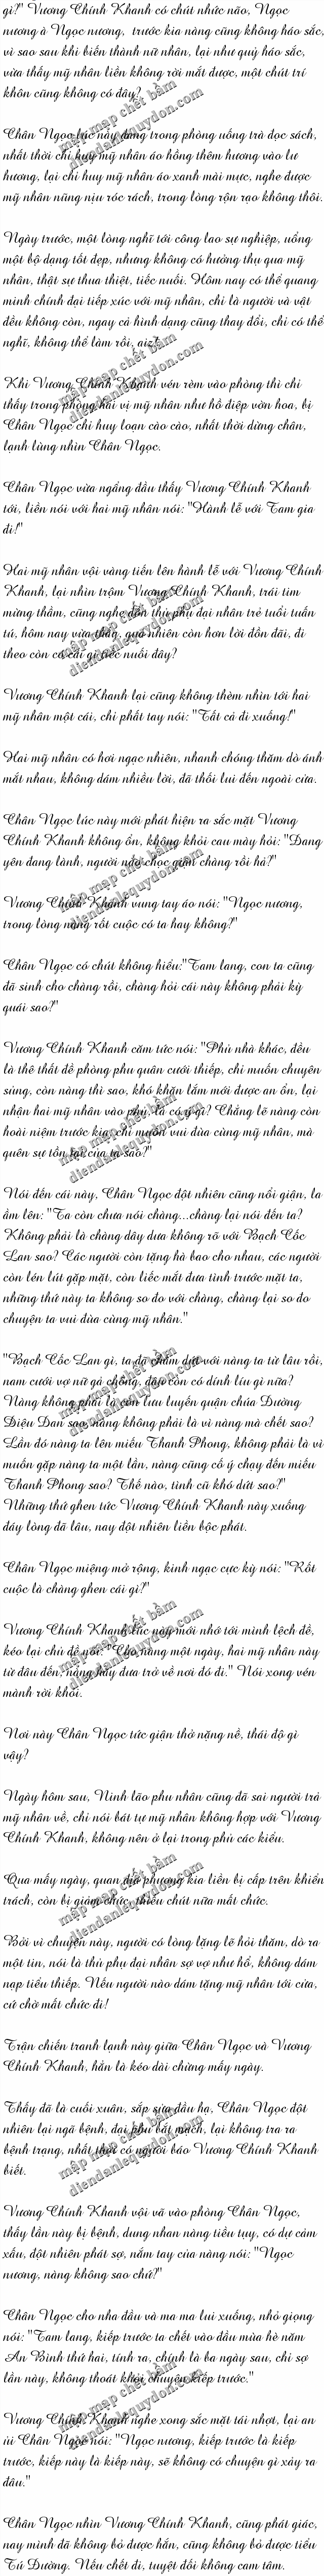 gì?" Vương Chính Khanh có chút nhức não, Ngọc
nương à Ngọc nương, trước kia nàng cũng không háo sắc,
vì sao sau khi biến thành nữ nhân, lại như quỷ háo sắc,
vừa thấy mỹ nhân liền không rời mắt được, một chút trí
khôn cũng không có đây?
Chân Ngọc lúc này đang trong phòng uống trà đọc sách,
nhất thời chỉ huy mỹ nhân áo hồng thêm hương vào lư
hương, lại chỉ huy mỹ nhân áo xanh mài mực, nghe được
mỹ nhân nũng nịu róc rách, trong lòng rộn rạo không thôi.
Ngày trước, một lòng nghĩ tới công lao sự nghiệp, uổng
một bộ dạng tốt đẹp, nhưng không có hưởng thụ qua mỹ
nhân, thật sự thua thiệt, tiếc nuối. Hôm nay có thể quang
minh chính đại tiếp xúc với mỹ nhân, chỉ là người và vật
đều không còn, ngay cả hình dạng cũng thay đổi, chỉ có thể
nghĩ, không thể làm rồi, aizz
Khi Vương Chính Khanh vén rèm vào phòng thì chỉ
thấy trong phòng hai vị mỹ nhân như hồ điệp vờn hoa, bị
Chân Ngọc chỉ huy loạn cào cào, nhất thời dừng chân,
lạnh lùng nhìn Chân Ngọc.
Chân Ngọc vừa ngẩng đầu thấy Vương Chính Khanh
tới, liền nói với hai mỹ nhân nói: "Hành lễ với Tam gia
đi!"
Hai mỹ nhân vội vàng tiến lên hành lễ với Vương Chính
Khanh, lại nhìn trộm Vương Chính Khanh, trái tim
mừng thầm, cũng nghe đồn thủ phụ đại nhân trẻ tuổi tuấn
tú, hôm nay vừa thấy, quả nhiên còn hơn lời đồn đãi, đi
theo còn có cái gì tiếc nuối đây?
Vương Chính Khanh lại cũng không thèm nhìn tới hai
mỹ nhân một cái, chỉ phất tay nói: "Tất cả đi xuống!"
Hai mỹ nhân có hơi ngạc nhiên, nhanh chóng thăm dò ánh
mắt nhau, không dám nhiều lời, đã thối lui đến ngoài cửa.
Chân Ngọc lúc này mới phát hiện ra sắc mặt Vương
Chính Khanh không ổn, không khỏi cau mày hỏi: "Đang
yên đang lành, người nào chọc giận chàng rồi hả?"
Vương Chính Khanh vung tay áo nói: "Ngọc nương,
trong lòng nàng rốt cuộc có ta hay không?"
Chân Ngọc có chút không hiểu:"Tam lang, con ta cũng
đã sinh cho chàng rồi, chàng hỏi cái này không phải kỳ
quái sao?"
Vương Chính Khanh căm tức nói: "Phủ nhà khác, đều
là thê thất đề phòng phu quân cưới thiếp, chỉ muốn chuyên
sủng, còn nàng thì sao, khó khăn lắm mới được an ổn, lại
nhận hai mỹ nhân vào phủ, là có ý gì? Chẳng lẽ nàng còn
hoài niệm trước kia, muốn vui đùa cùng mỹ nhân, mà
quên sự tồn tại của ta sao?"
Nói đến cái này, Chân Ngọc đột nhiên cũng nổi giận, la
ầm lên: "Ta còn chưa nói chàng...chàng lại nói đến ta?
Không phải là chàng dây dưa không rõ với Bạch Cốc
Lan sao? Các người còn tặng hà bao cho nhau, các người
còn lén lút gặp mặt, còn liếc mắt đưa tình trước mặt ta,
những thứ này ta không so đo với chàng, chàng lại so đo
chuyện ta vui đùa cùng mỹ nhân."
"Bạch Cốc Lan gì, ta đã chấm dứt với nàng ta từ lâu rồi,
nam cưới vợ nữ gả chồng, đâu còn có dính líu gì nữa?
Nàng không phải là còn lưu luyến quận chúa Đường
Diệu Đan sao, nàng không phải là vì nàng mà chết sao?
Lần đó nàng ta lên miếu Thanh Phong, không phải là vì
muốn gặp nàng ta một lần, nàng cũng cố ý chạy đến miếu
Thanh Phong sao? Thế nào, tình cũ khó dứt sao?"
Những thứ ghen tức Vương Chính Khanh này xuống
đáy lòng đã lâu, nay đột nhiên liền bộc phát.
Chân Ngọc miệng mở rộng, kinh ngạc cực kỳ nói: "Rốt
cuộc là chàng ghen cái gì?"
Vương Chính Khanh lúc này mới nhớ tới mình lệch đề,
kéo lại chủ đề nói: "Cho nàng một ngày, hai mỹ nhân này
từ đâu đến, nàng hãy đưa trở về nơi đó đi." Nói xong vén
mành rời khỏi.
Nơi này Chân Ngọc tức giận thở nặng nề, thái độ gì
vậy?
Ngày hôm sau, Ninh lão phu nhân cũng đã sai người trả
mỹ nhân về, chỉ nói bát tự mỹ nhân không hợp với Vương
Chính Khanh, không nên ở lại trong phủ các kiểu.
Qua mấy ngày, quan địa phương kia liền bị cấp trên khiển
trách, còn bị giáng chức, thiếu chút nữa mất chức.
Bởi vì chuyện này, người có lòng lặng lẽ hỏi thăm, dò ra
một tin, nói là thủ phụ đại nhân sợ vợ như hổ, không dám
nạp tiểu thiếp. Nếu người nào dám tặng mỹ nhân tới cửa,
cứ chờ mất chức đi!
Trận chiến tranh lạnh này giữa Chân Ngọc và Vương
Chính Khanh, hẳn là kéo dài chừng mấy ngày.
Thấy đã là cuối xuân, sắp sửa đầu hạ, Chân Ngọc đột
nhiên lại ngã bệnh, đại phu bắt mạch, lại không tra ra
bệnh trạng, nhất thời có người báo Vương Chính Khanh
biết.
Vương Chính Khanh vội vã vào phòng Chân Ngọc,
thấy lần này bị bệnh, dung nhan nàng tiều tụy, có dự cảm
xấu, đột nhiên phát sợ, nắm tay của nàng nói: "Ngọc
nương, nàng không sao chứ?"
Chân Ngọc cho nha đầu và ma ma lui xuống, nhỏ giọng
nói: "Tam lang, kiếp trước ta chết vào đầu mùa hè năm
An Bình thứ hai, tính ra, chính là ba ngày sau, chỉ sợ
lần này, không thoát khỏi chuyện kiếp trước."
Vương Chính Khanh nghe xong sắc mặt tái nhợt, lại an
ủi Chân Ngọc nói: "Ngọc nương, kiếp trước là kiếp
trước, kiếp này là kiếp này, sẽ không có chuyện gì xảy ra
đâu."
Chân Ngọc nhìn Vương Chính Khanh, cũng phát giác,
nay mình đã không bỏ được hắn, cũng không bỏ được tiểu
Tú Đường. Nếu chết đi, tuyệt đối không cam tâm.